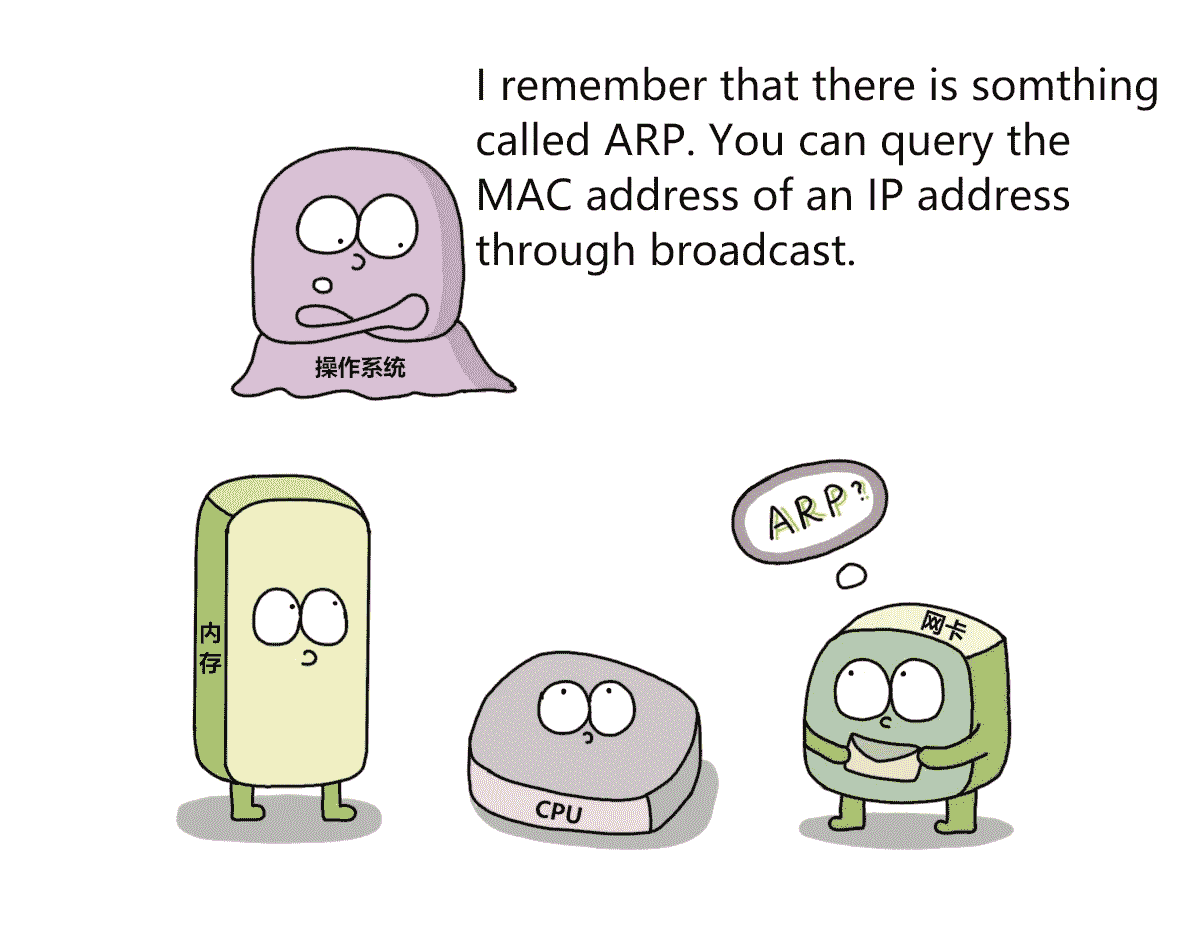 I remember that there is somthing
called ARP. You can query the
MAC address of an IP address
through broadcast.
操作系统
ARP?
内存
网卡
CPU